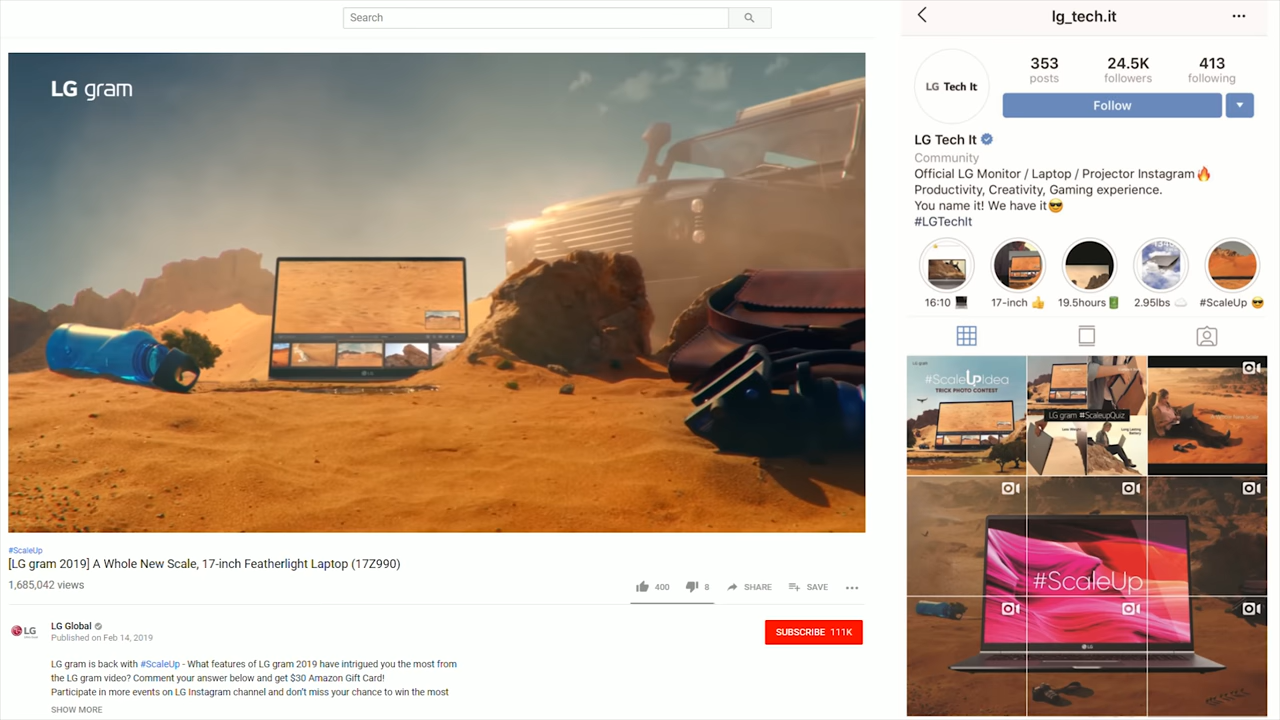 Search
LG gram
#ScaleUp
[LG gram 2019] A Whole New Scale, 17-inch Featherlight Laptop (17Z990)
1,685,042 views
400
8
SHARE
SAVE
LG
LG Global
Published on Feb 14, 2019
SUBSCRIBE 111K
LG gram is back with #ScaleUp - What features of LG gram 2019 have intrigued you the most from
the LG gram video? Comment your answer below and get $30 Amazon Gift Card!
Participate in more events on LG Instagram channel and don't miss your chance to win the most
SHOW MORE
lg_tech.it
353 24.5K 413
posts followers following
LG Tech It
Follow
LG Tech It
Community
Official LG Monitor / Laptop / Projector Instagram🔥
Productivity, Creativity, Gaming experience.
You name it! We have it😎
#LGTechIt
16:10 💻 17-inch 👍 19.5hours🔋 2.95lbs ☁️ #ScaleUp 😎
LG gram
#ScaleUpIdea
TRICK PHOTO CONTEST
LG gram #ScaleupQuiz
Long Lasting
Battery
#ScaleUp
LG